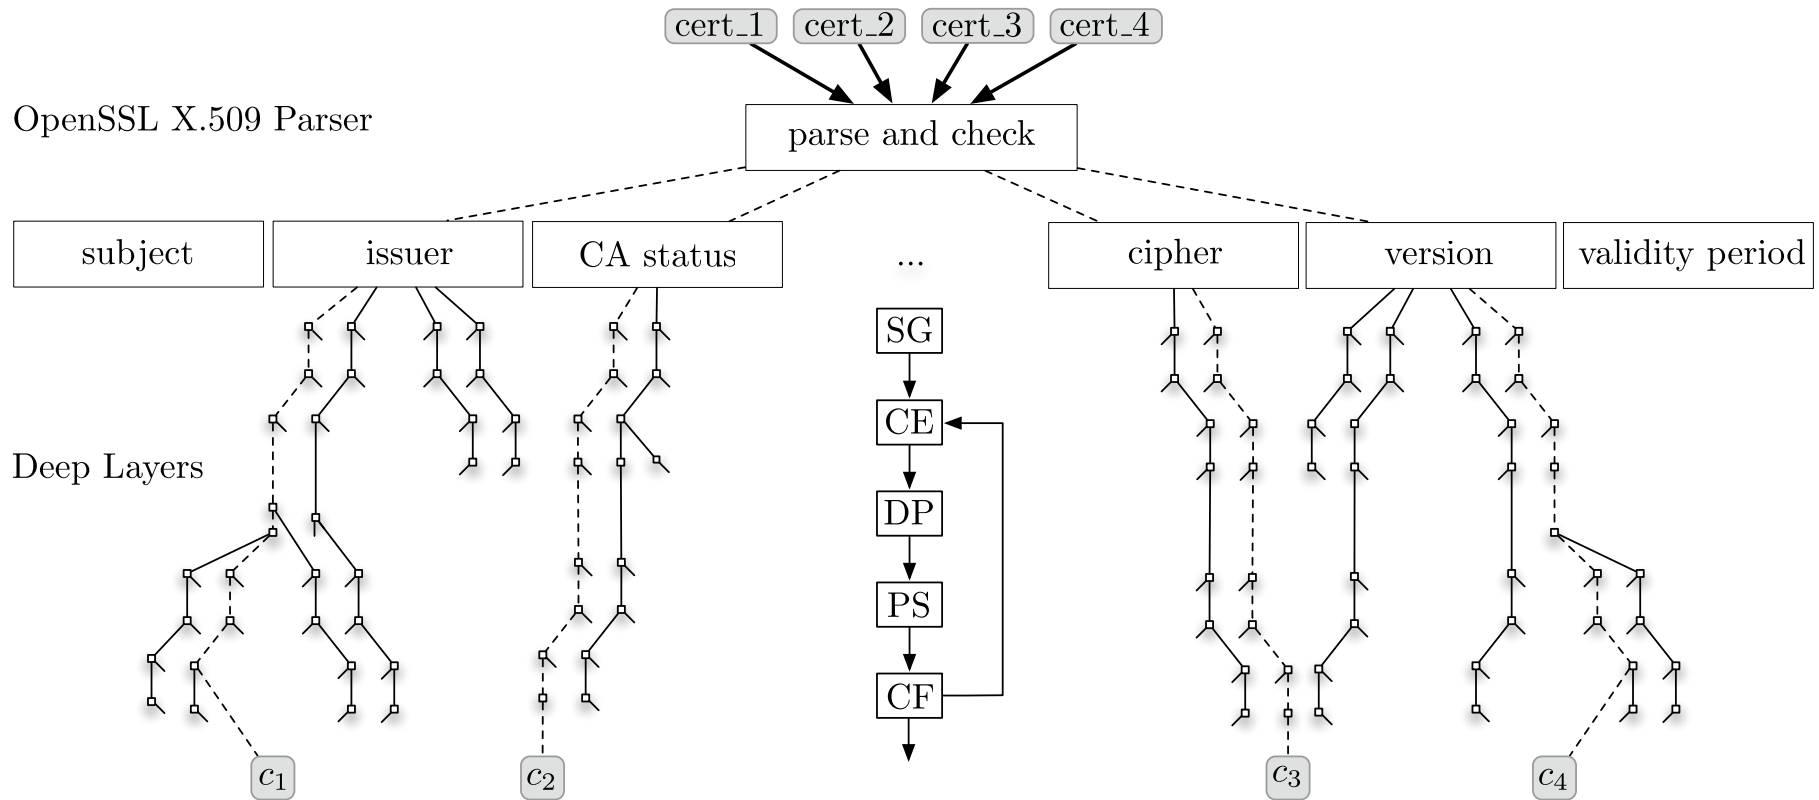 cert_1 cert_2 cert_3 cert_4
OpenSSL X.509 Parser
parse and check
subject issuer CA status ... cipher version validity period
SG
CE
Deep Layers
DP
PS
CF
c₁ c₂ c₃ c₄